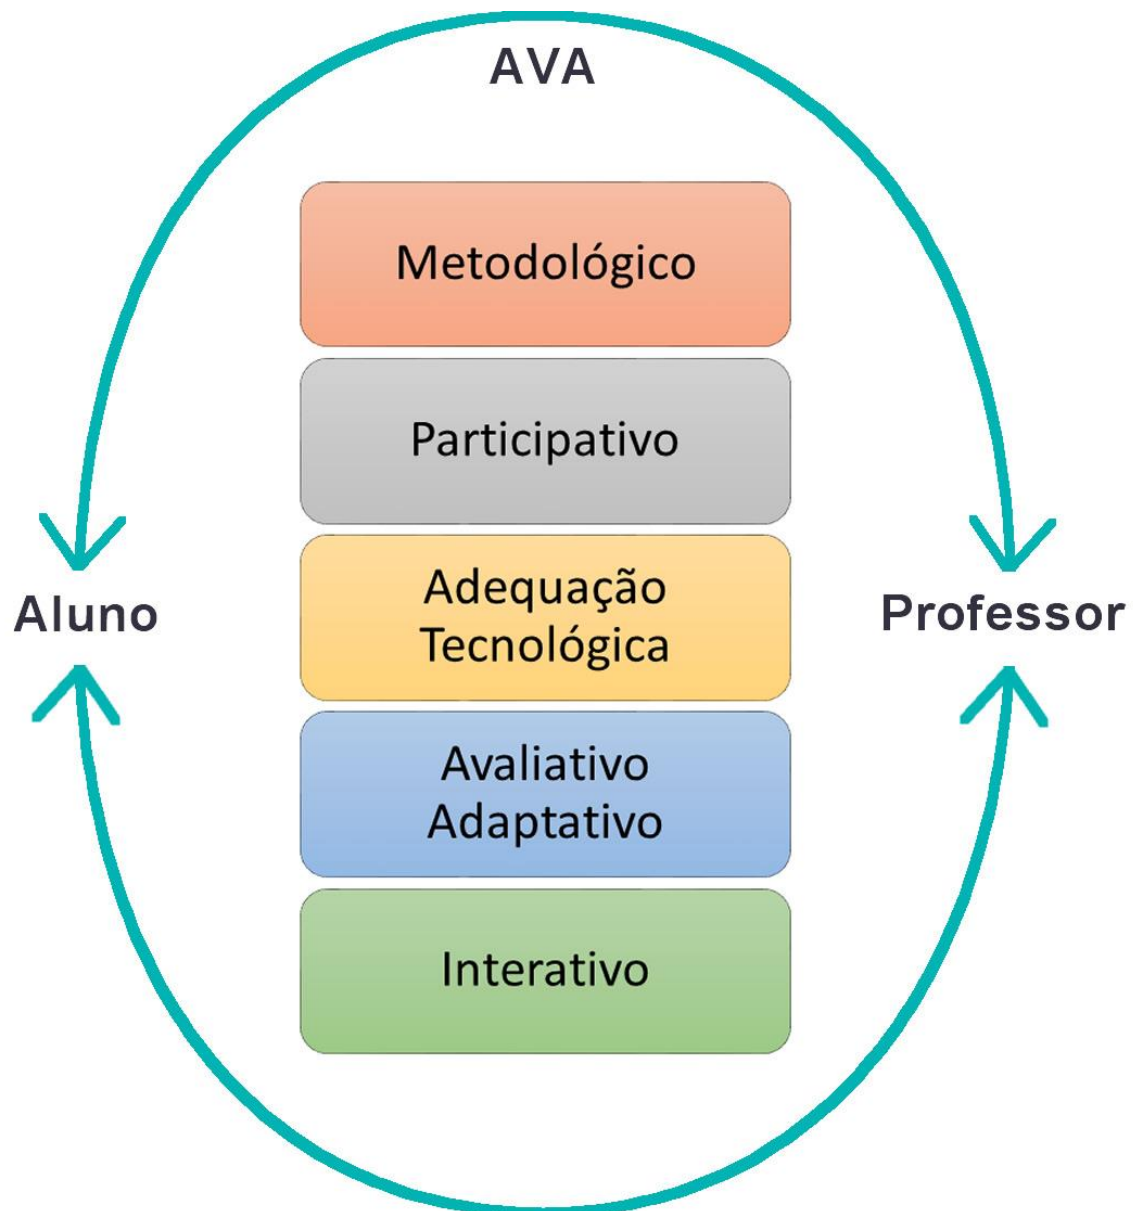 AVA
Metodológico
Participativo
Adequação
Tecnológica
Aluno
Professor
Avaliativo
Adaptativo
Interativo